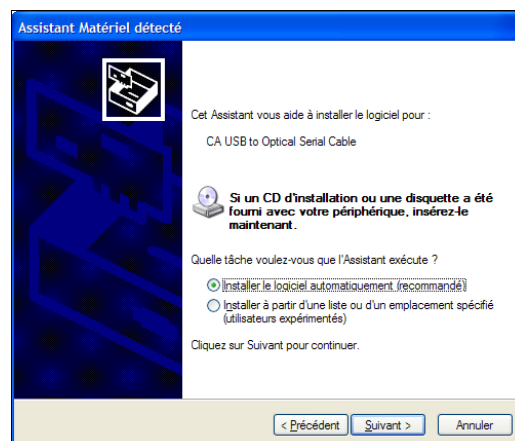 Assistant Matériel détecté
Cet Assistant vous aide à installer le logiciel pour :
CA USB to Optical Serial Cable
Si un CD d'installation ou une disquette a été
fourni avec votre périphérique, insérez-le
maintenant.
Quelle tâche voulez-vous que l'Assistant exécute ?
Installer le logiciel automatiquement (recommandé)
Installer à partir d'une liste ou d'un emplacement spécifié
(utilisateurs expérimentés)
Cliquez sur Suivant pour continuer.
< Précédent Suivant > Annuler